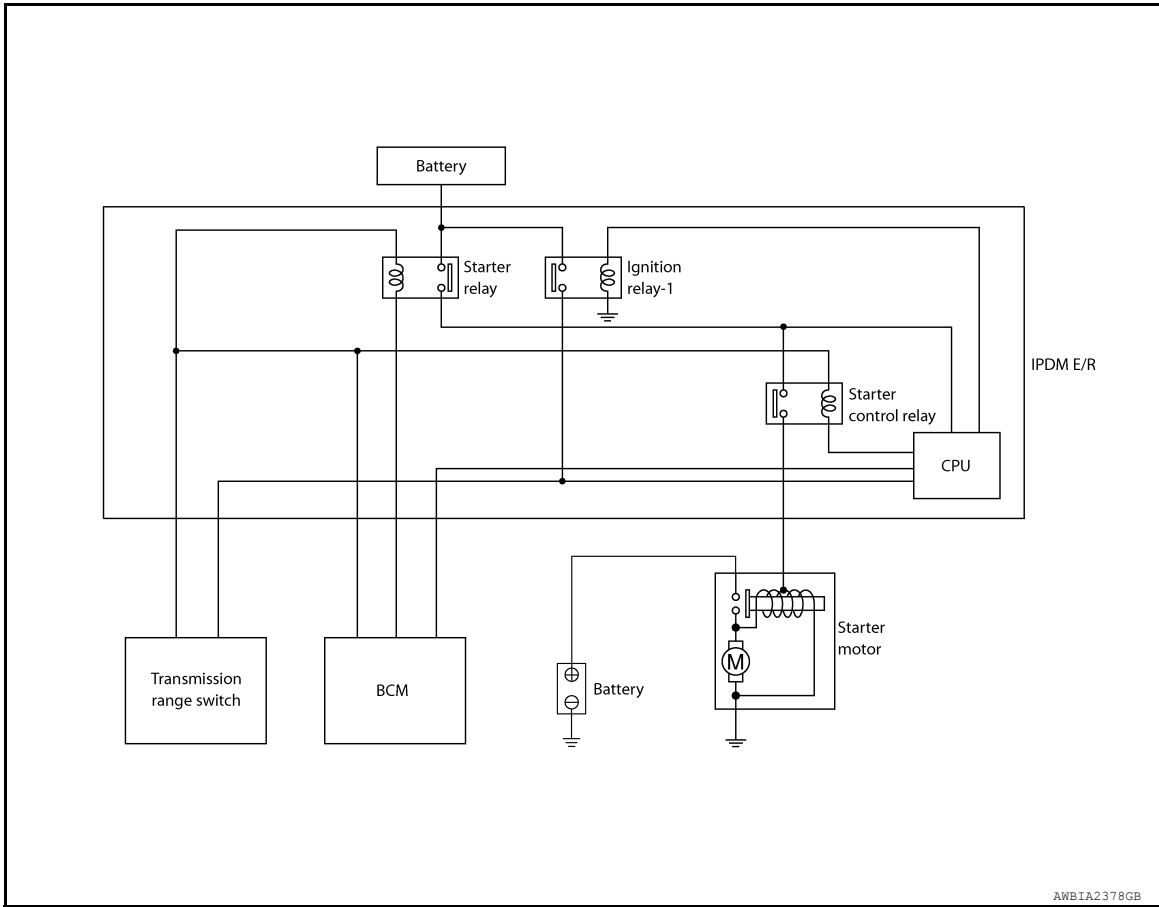 Battery
Starter
relay
Ignition
relay-1
IPDM E/R
Starter
control relay
CPU
Transmission
range switch
BCM
Battery
M
Starter
motor
AWBIA2378GB